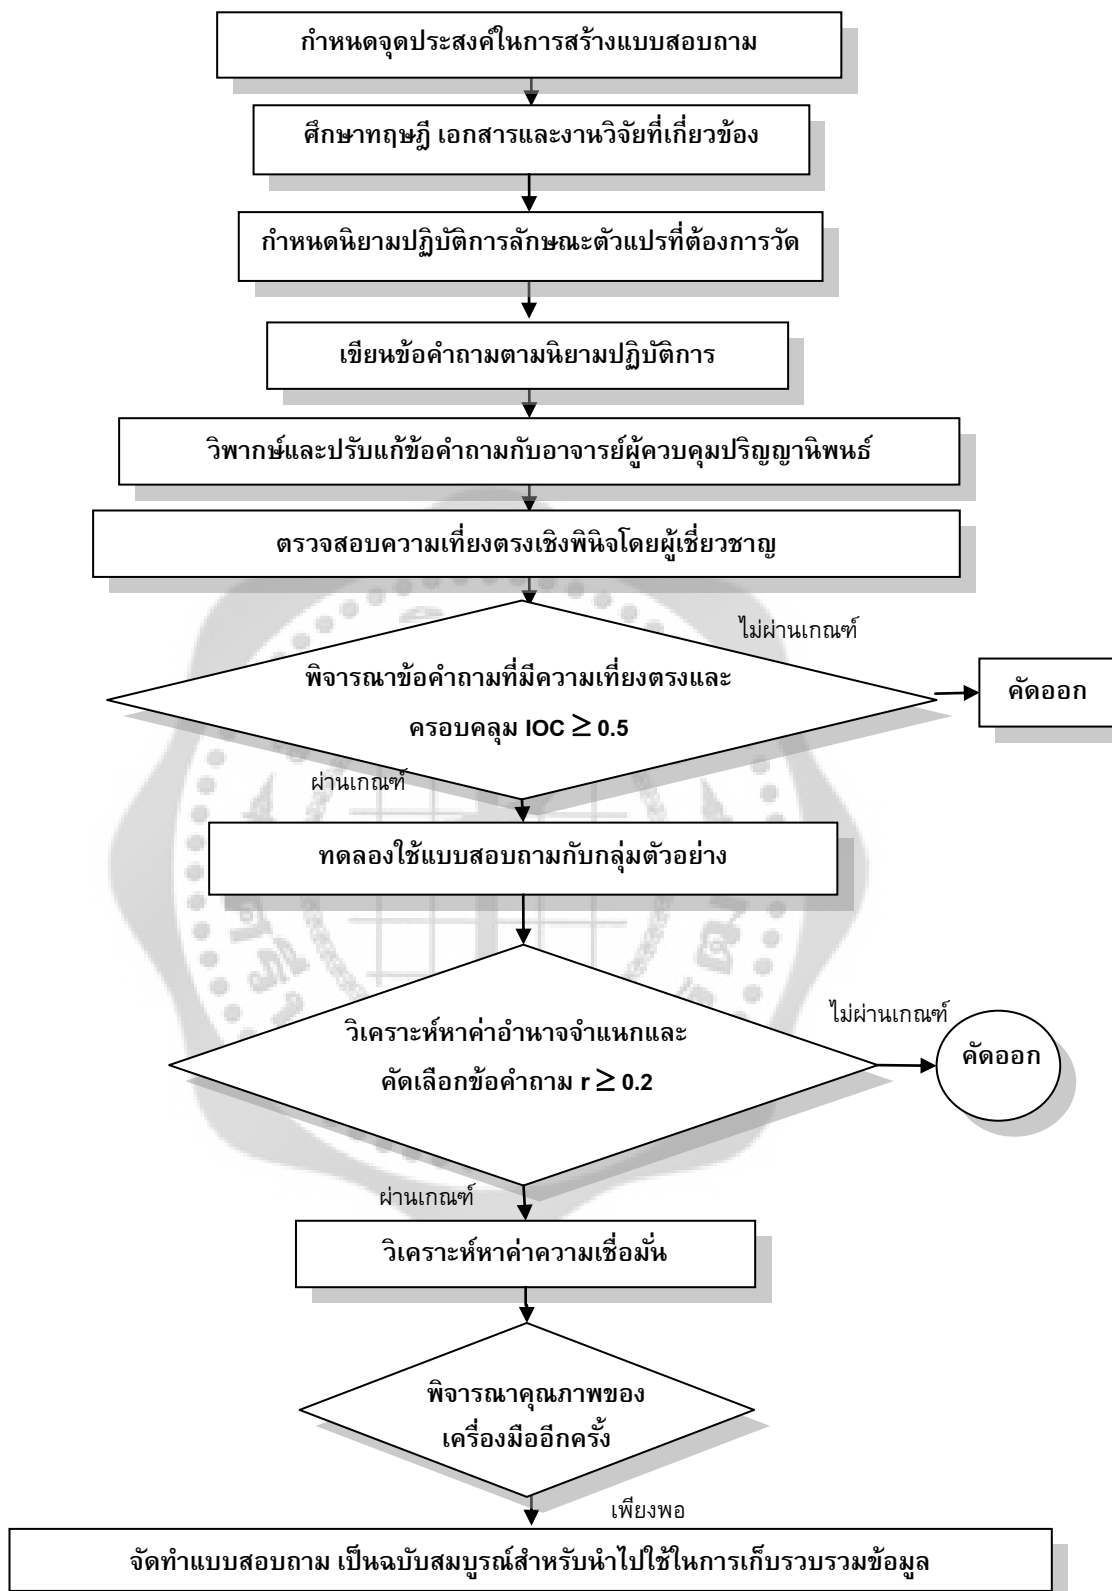 กำหนดจุดประสงค์ในการสร้างแบบสอบถาม
ศึกษาทฤษฎี เอกสารและงานวิจัยที่เกี่ยวข้อง
กำหนดนิยามปฏิบัติการลักษณะตัวแปรที่ต้องการวัด
เขียนข้อคำถามตามนิยามปฏิบัติการ
วิพากษ์และปรับแก้ข้อคำถามกับอาจารย์ผู้ควบคุมปริญญานิพนธ์
ตรวจสอบความเที่ยงตรงเชิงพินิจโดยผู้เชี่ยวชาญ
ไม่ผ่านเกณฑ์
พิจารณาข้อคำถามที่มีความเที่ยงตรงและ
ครอบคลุม IOC ≥ 0.5
คัดออก
ผ่านเกณฑ์
ทดลองใช้แบบสอบถามกับกลุ่มตัวอย่าง
ไม่ผ่านเกณฑ์
วิเคราะห์หาค่าอำนาจจำแนกและ
คัดเลือกข้อคำถาม r ≥ 0.2
คัดออก
ผ่านเกณฑ์
วิเคราะห์หาค่าความเชื่อมั่น
พิจารณาคุณภาพของ
เครื่องมืออีกครั้ง
เพียงพอ
จัดทำแบบสอบถาม เป็นฉบับสมบูรณ์สำหรับนำไปใช้ในการเก็บรวบรวมข้อมูล